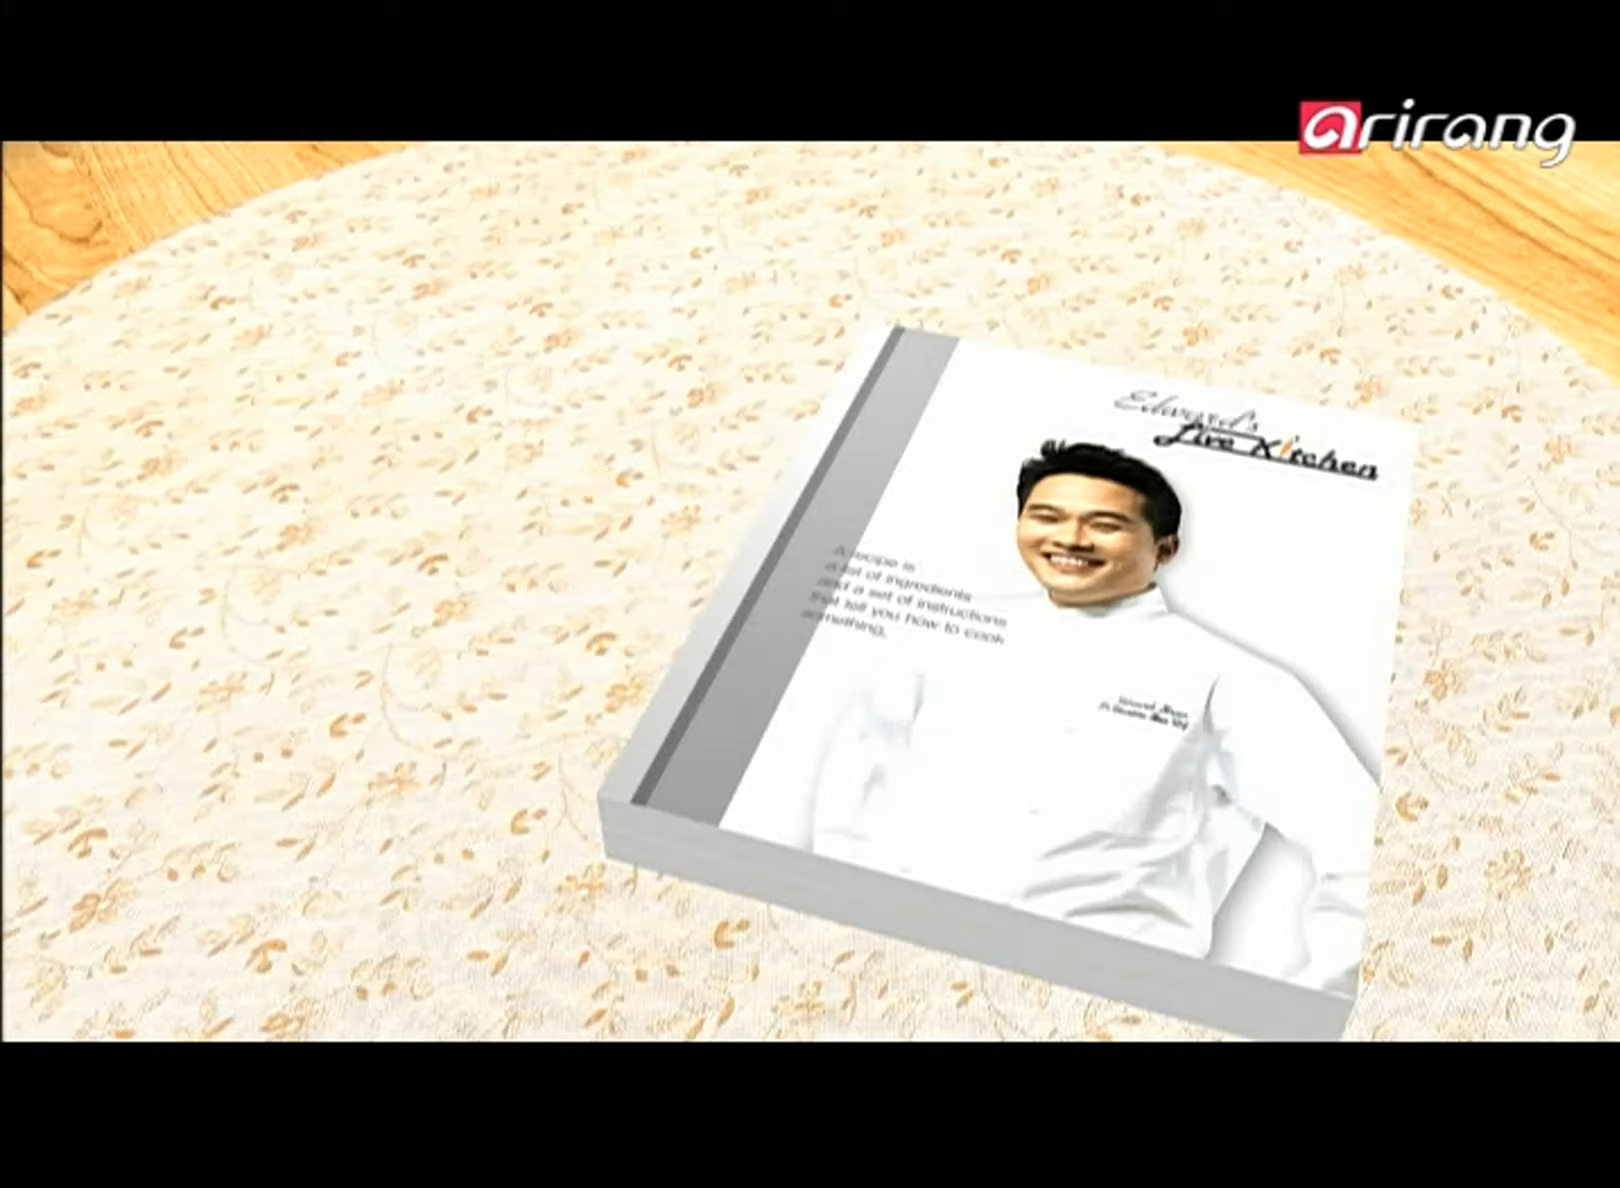 arirang
Edward's
Live Kitchen
A recipe is
a list of ingredients
and a set of instructions
that tell you how to cook
something.